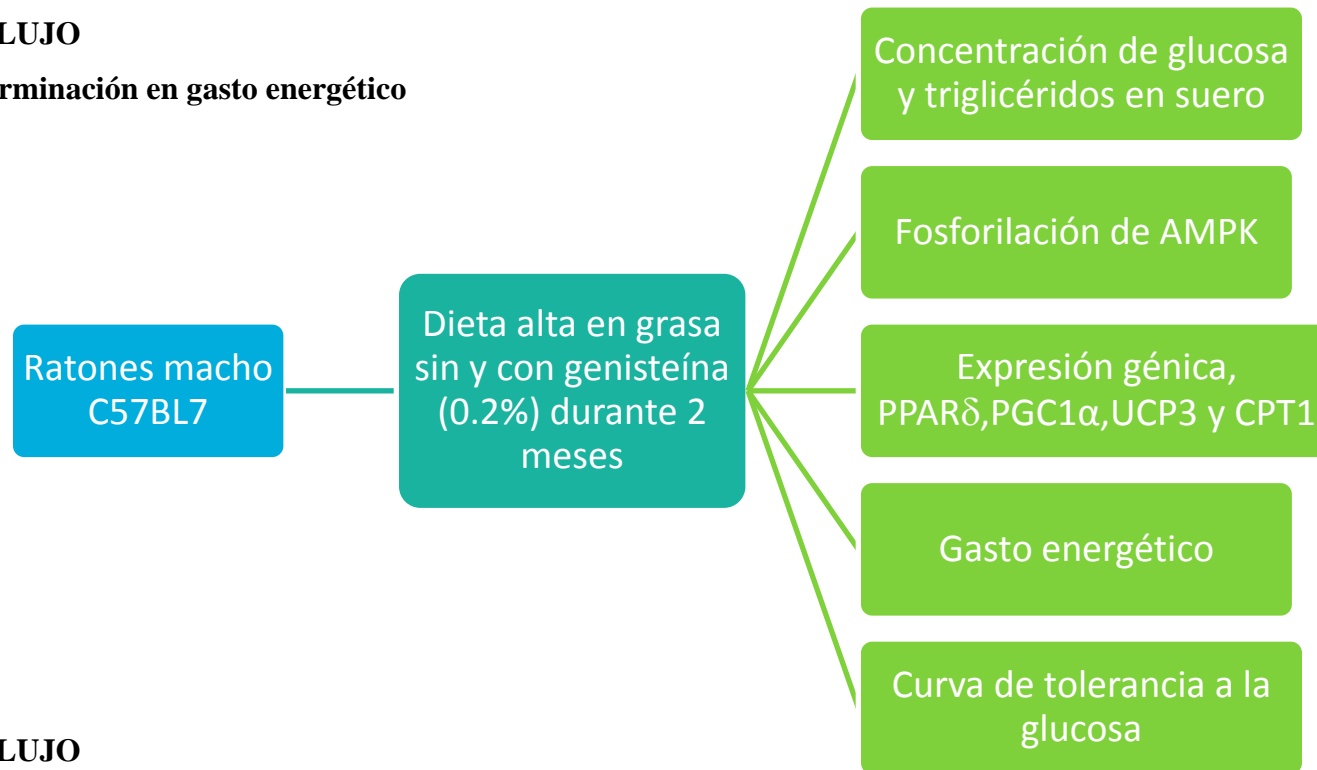 LUJO
rminación en gasto energético
Concentración de glucosa
y triglicéridos en suero
Fosforilación de AMPK
Ratones macho
C57BL7
Dieta alta en grasa
sin y con genisteína
(0.2%) durante 2
meses
Expresión génica,
PPARδ,PGC1α,UCP3 y CPT1
Gasto energético
Curva de tolerancia a la
glucosa
LUJO